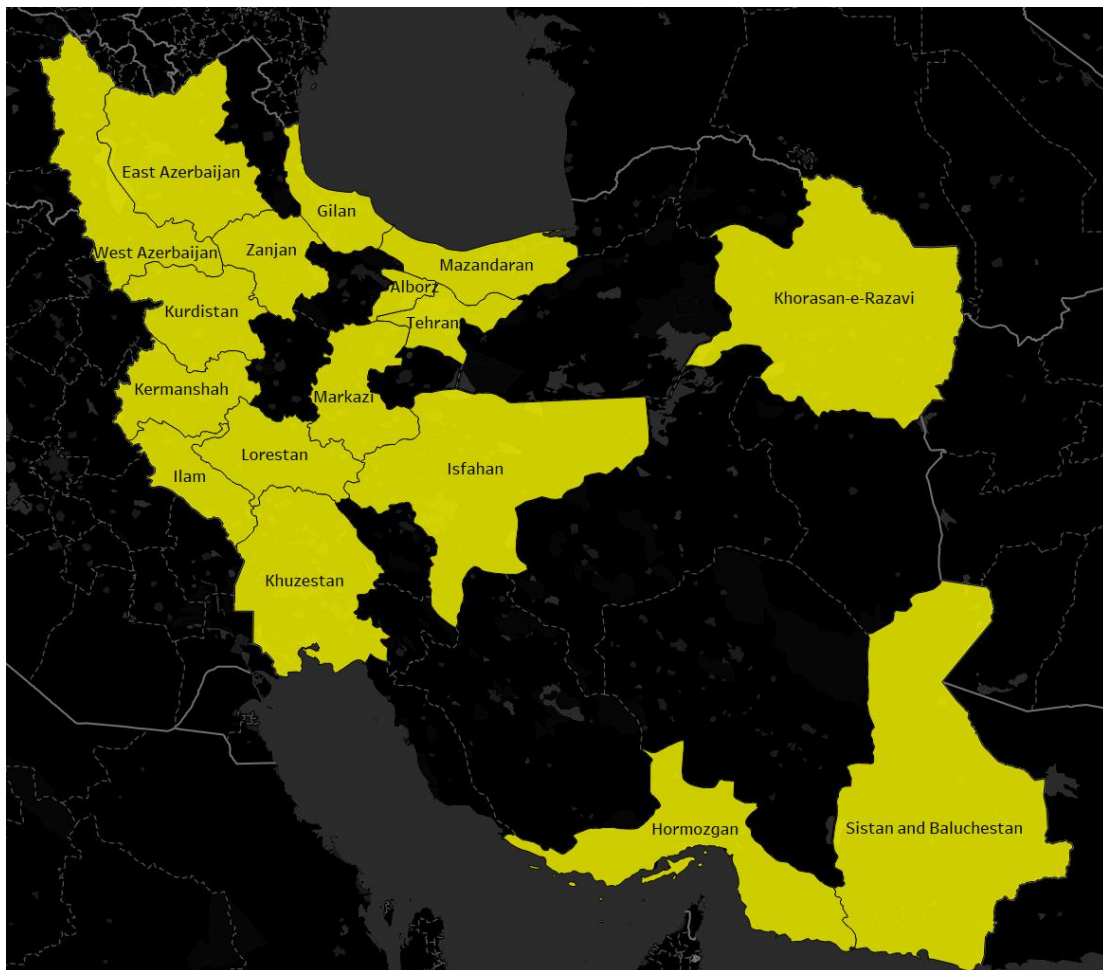 East Azerbaijan
Gilan
West Azerbaijan
Zanjan
Mazandaran
Alborz
Khorasan-e-Razavi
Kurdistan
Tehran
Kermanshah
Markazi
Lorestan
Isfahan
Ilam
Khuzestan
Hormozgan
Sistan and Baluchestan